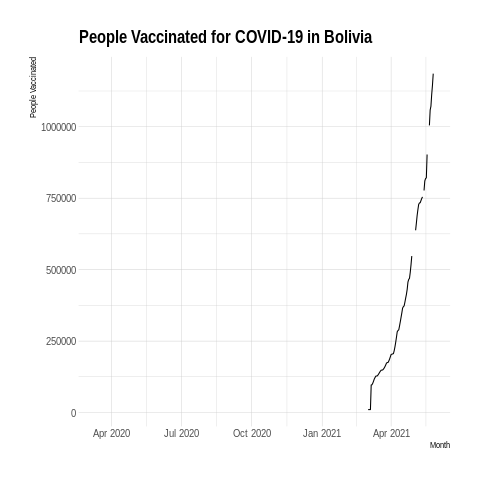 People Vaccinated for COVID-19 in Bolivia
People Vaccinated
1000000
750000
500000
250000
0
Apr 2020 Jul 2020 Oct 2020 Jan 2021 Apr 2021
Month